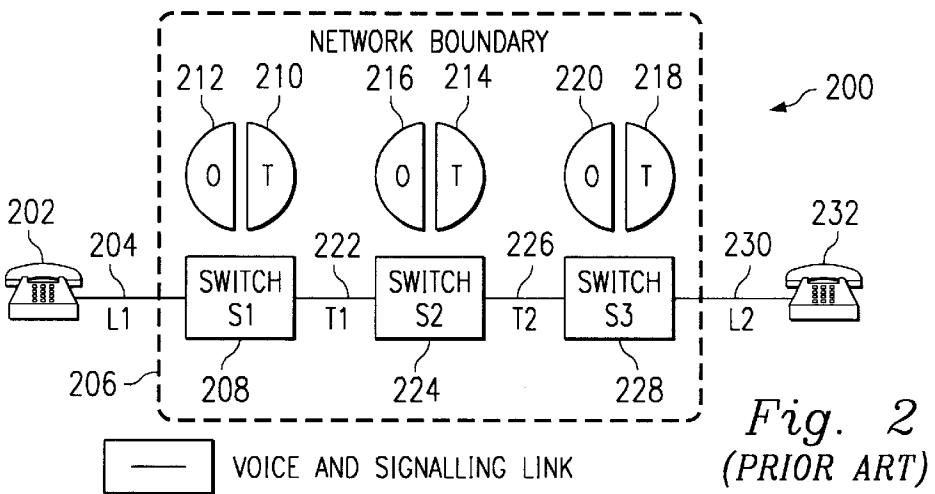 NETWORK BOUNDARY
212 210 216 214 220 218
200
O T O T O T
202 232
204 222 226 230
SWITCH S1
SWITCH S2
SWITCH S3
L1 T1 T2 L2
206 208 224 228
Fig. 2
(PRIOR ART)
VOICE AND SIGNALLING LINK